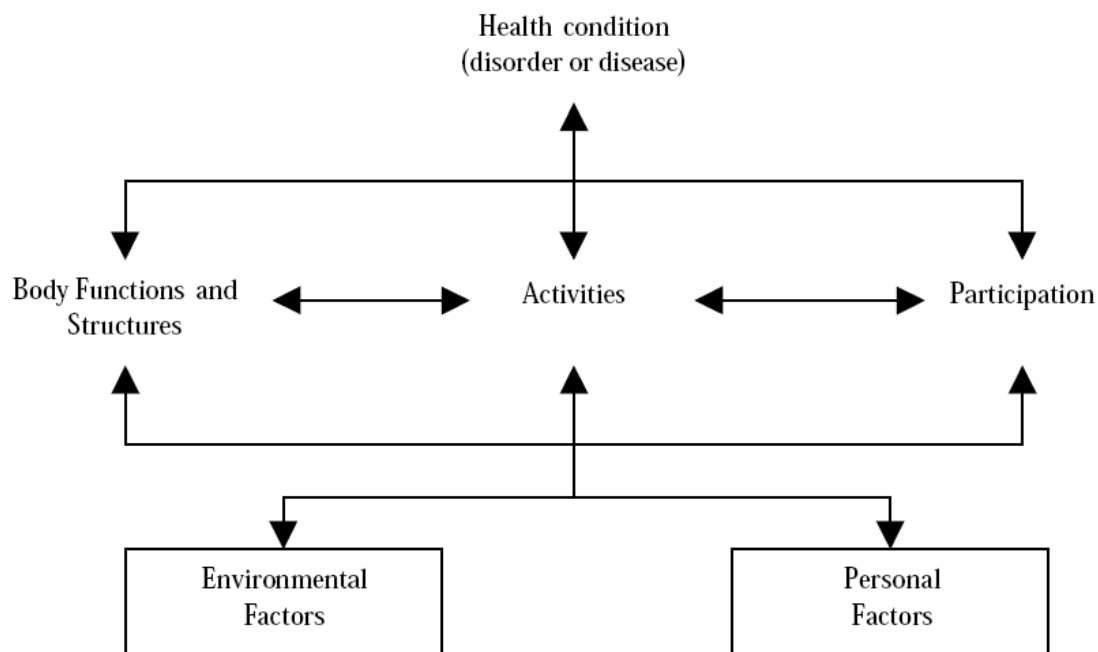 Health condition
(disorder or disease)
Body Functions and
Structures
Activities
Participation
Environmental
Factors
Personal
Factors